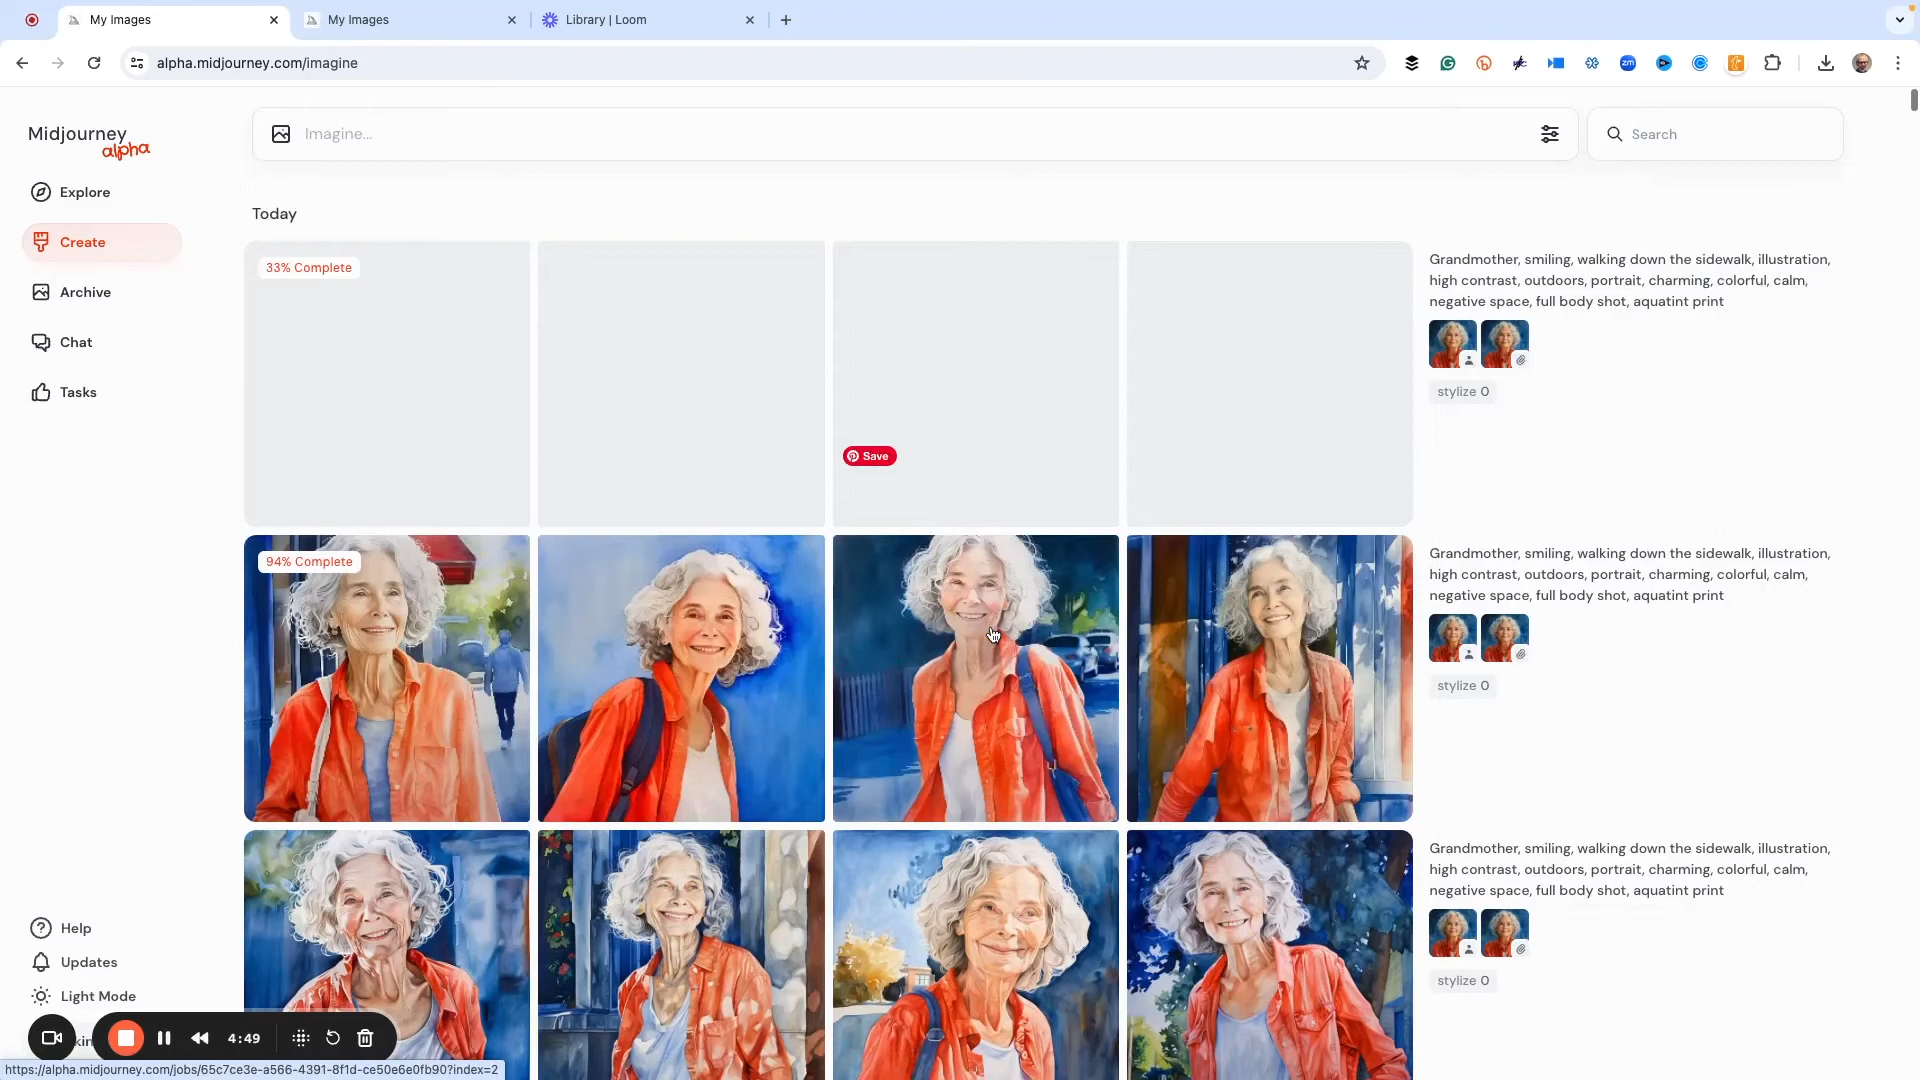 My Images
My Images
Library | Loom
alpha.midjourney.com/imagine
zm
Midjourney
alpha
Imagine...
Search
Explore
Create
Archive
Chat
Tasks
Today
33% Complete
Save
Grandmother, smiling, walking down the sidewalk, illustration,
high contrast, outdoors, portrait, charming, colorful, calm,
negative space, full body shot, aquatint print
stylize 0
94% Complete
Grandmother, smiling, walking down the sidewalk, illustration,
high contrast, outdoors, portrait, charming, colorful, calm,
negative space, full body shot, aquatint print
stylize 0
Grandmother, smiling, walking down the sidewalk, illustration,
high contrast, outdoors, portrait, charming, colorful, calm,
negative space, full body shot, aquatint print
stylize 0
Help
Updates
Light Mode
4:49
https://alpha.midjourney.com/jobs/65c7ce3e-a566-4391-8f1d-ce50e6e0fb90?index=2